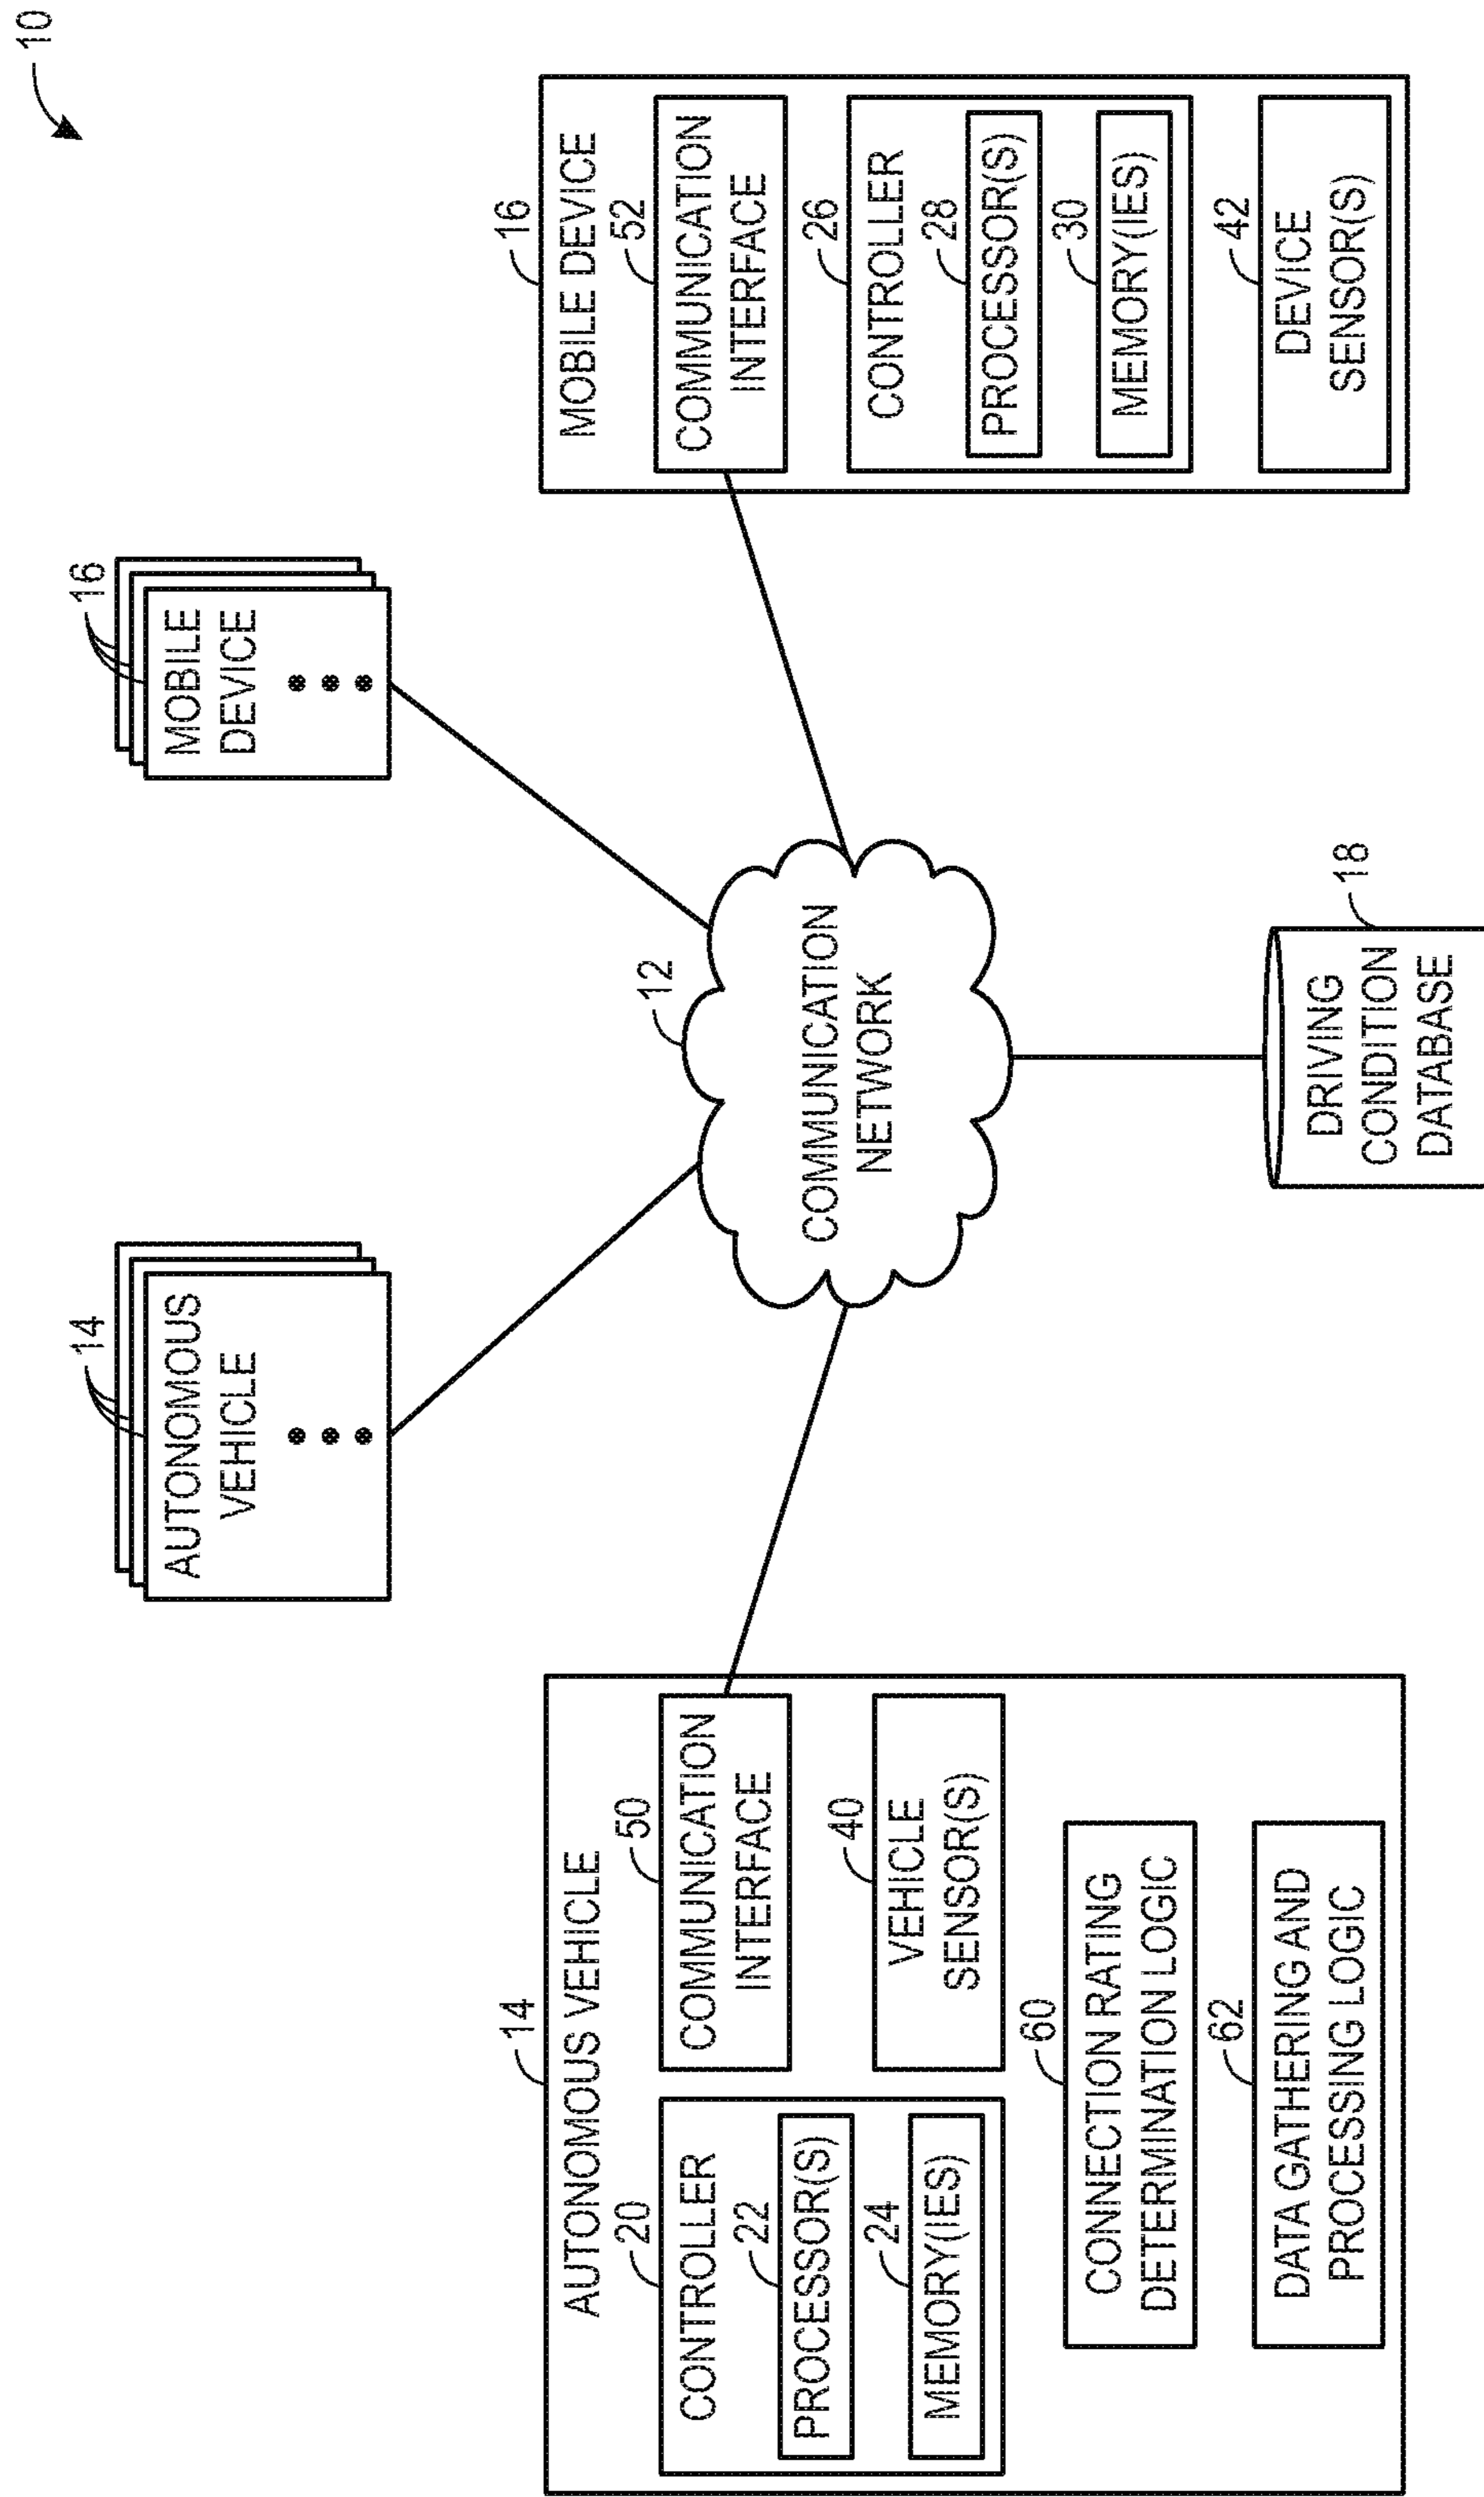 10
14
AUTONOMOUS
VEHICLE
16
MOBILE
DEVICE
14
AUTONOMOUS VEHICLE
20
CONTROLLER
22
PROCESSOR(S)
24
MEMORY(IES)
50
COMMUNICATION
INTERFACE
40
VEHICLE
SENSOR(S)
60
CONNECTION RATING
DETERMINATION LOGIC
62
DATA GATHERING AND
PROCESSING LOGIC
12
COMMUNICATION
NETWORK
18
DRIVING
CONDITION
DATABASE
16
MOBILE DEVICE
52
COMMUNICATION
INTERFACE
26
CONTROLLER
28
PROCESSOR(S)
30
MEMORY(IES)
42
DEVICE
SENSOR(S)